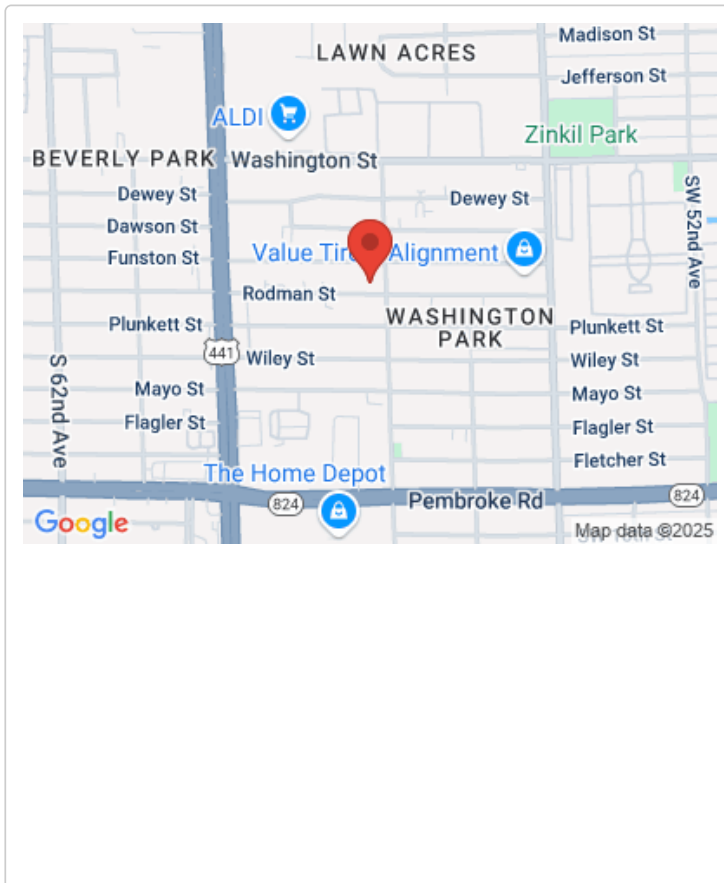 Madison St
LAWN ACRES
Jefferson St
ALDI
Zinkil Park
BEVERLY PARK
Washington St
SW 52nd Ave
Dewey St
Dewey St
Dawson St
Funston St
Value Tire Alignment
Rodman St
WASHINGTON
PARK
Plunkett St
Plunkett St
441
Wiley St
Wiley St
S 62nd Ave
Mayo St
Mayo St
Flagler St
Flagler St
Fletcher St
The Home Depot
824
Pembroke Rd
824
Google
Map data ©2025